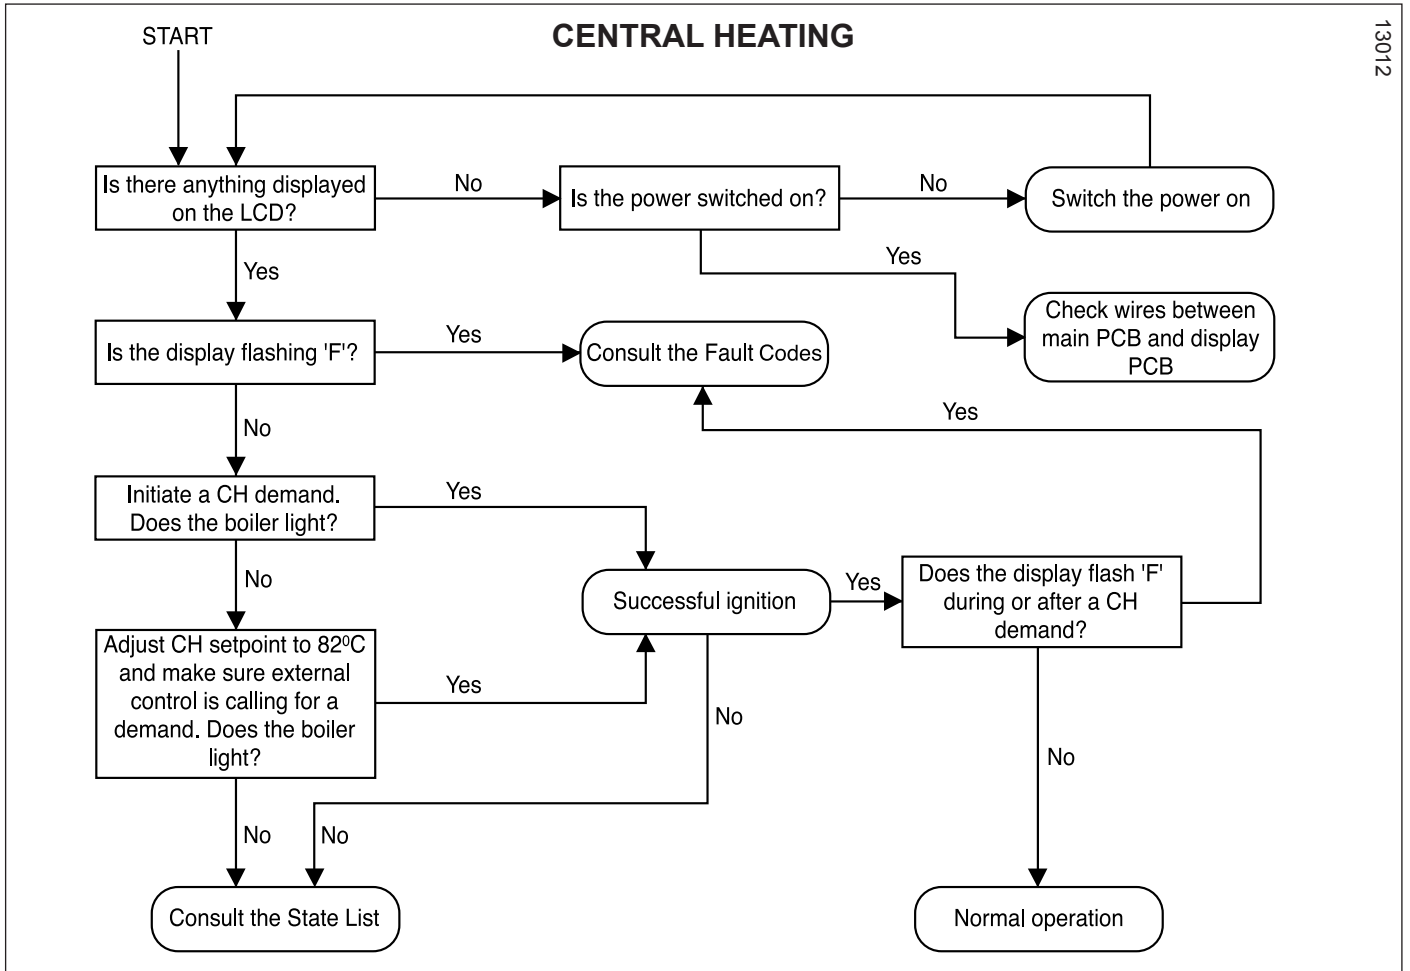 START
CENTRAL HEATING
13012
Is there anything displayed
on the LCD?
No
Is the power switched on?
No
Switch the power on
Yes
Yes
Check wires between
main PCB and display
PCB
Is the display flashing 'F'?
Yes
Consult the Fault Codes
No
Yes
Initiate a CH demand.
Does the boiler light?
Yes
No
Successful ignition
Yes
Does the display flash 'F'
during or after a CH
demand?
Adjust CH setpoint to 82⁰C
and make sure external
control is calling for a
demand. Does the boiler
light?
Yes
No
No
No
No
Consult the State List
Normal operation